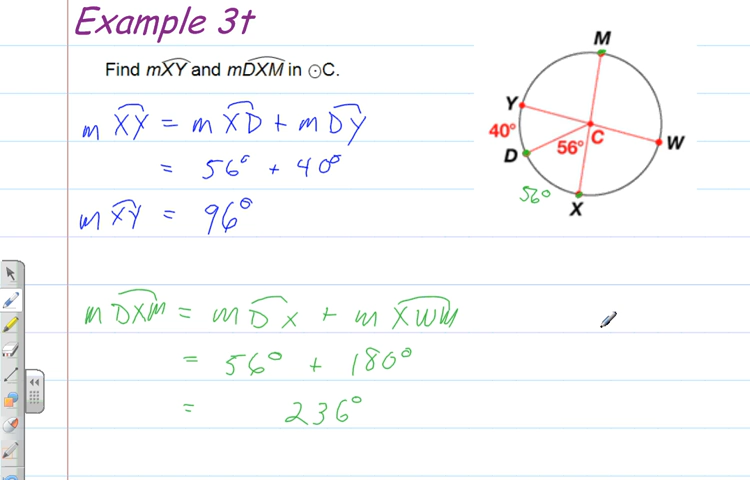 Example 3t
Find mXY and mDXM in ⊙C.
m XY = m XD + m DY
= 56° + 40°
m XY = 96°
m DXM = m DX + m XWM
= 56° + 180°
= 236°
M
Y
40°
C
W
D
56°
56°
X